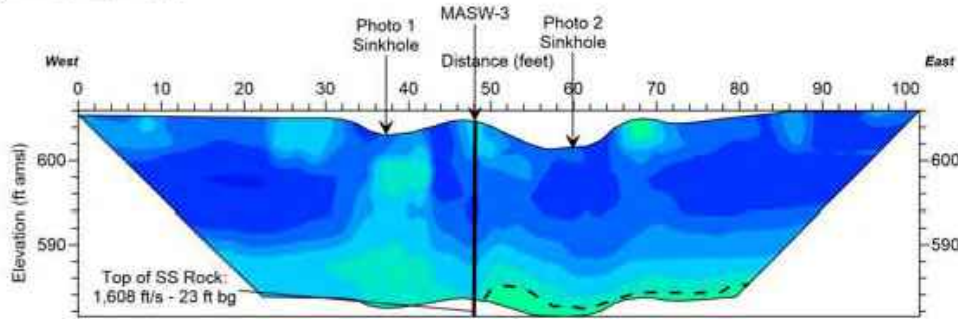 MASW-3
Photo 1
Sinkhole
Photo 2
Sinkhole
West
Distance (feet)
East
0 10 20 30 40 50 60 70 80 90 100
Elevation (ft amsl)
600
600
590
590
Top of SS Rock:
1,608 ft/s - 23 ft bg